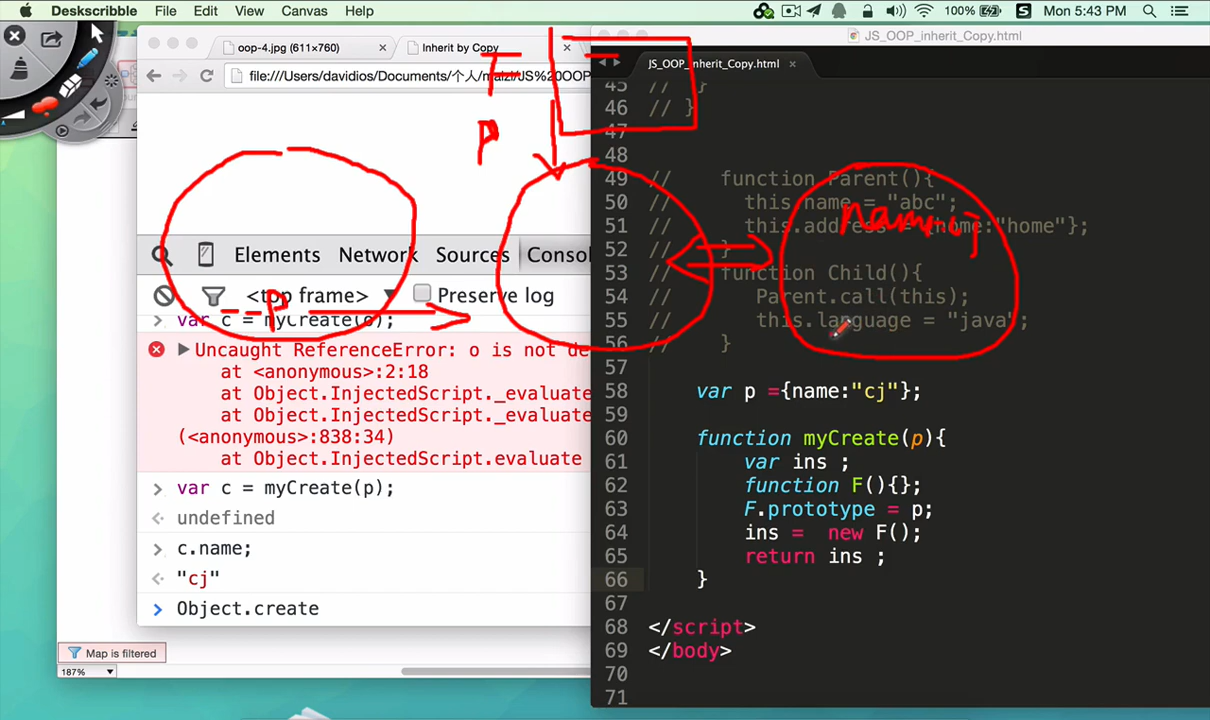 Deskscribble File Edit View Canvas Help 100% Mon 5:43 PM
oop-4.jpg (611×760) Inherit by Copy
file:///Users/davidios/Documents/个人/maizi/JS%20OOP
Elements Network Sources Consol
<top frame> Preserve log
var c = myCreate(o);
Uncaught ReferenceError: o is not de
at <anonymous>:2:18
at Object.InjectedScript._evaluate
at Object.InjectedScript._evaluate
(<anonymous>:838:34)
at Object.InjectedScript.evaluate
var c = myCreate(p);
undefined
c.name;
"cj"
Object.create
Map is filtered
187%
JS_OOP_inherit_Copy.html
JS_OOP_inherit_Copy.html
45 // }
46 // }
47
48
49 // function Parent(){
50 // this.name = "abc";
51 // this.address = {home:"home"};
52 // }
53 // function Child(){
54 // Parent.call(this);
55 // this.language = "java";
56 // }
57
58 var p ={name:"cj"};
59
60 function myCreate(p){
61 var ins ;
62 function F(){};
63 F.prototype = p;
64 ins = new F();
65 return ins ;
66 }
67
68 </script>
69 </body>
70
71
F
p
name:cj
p